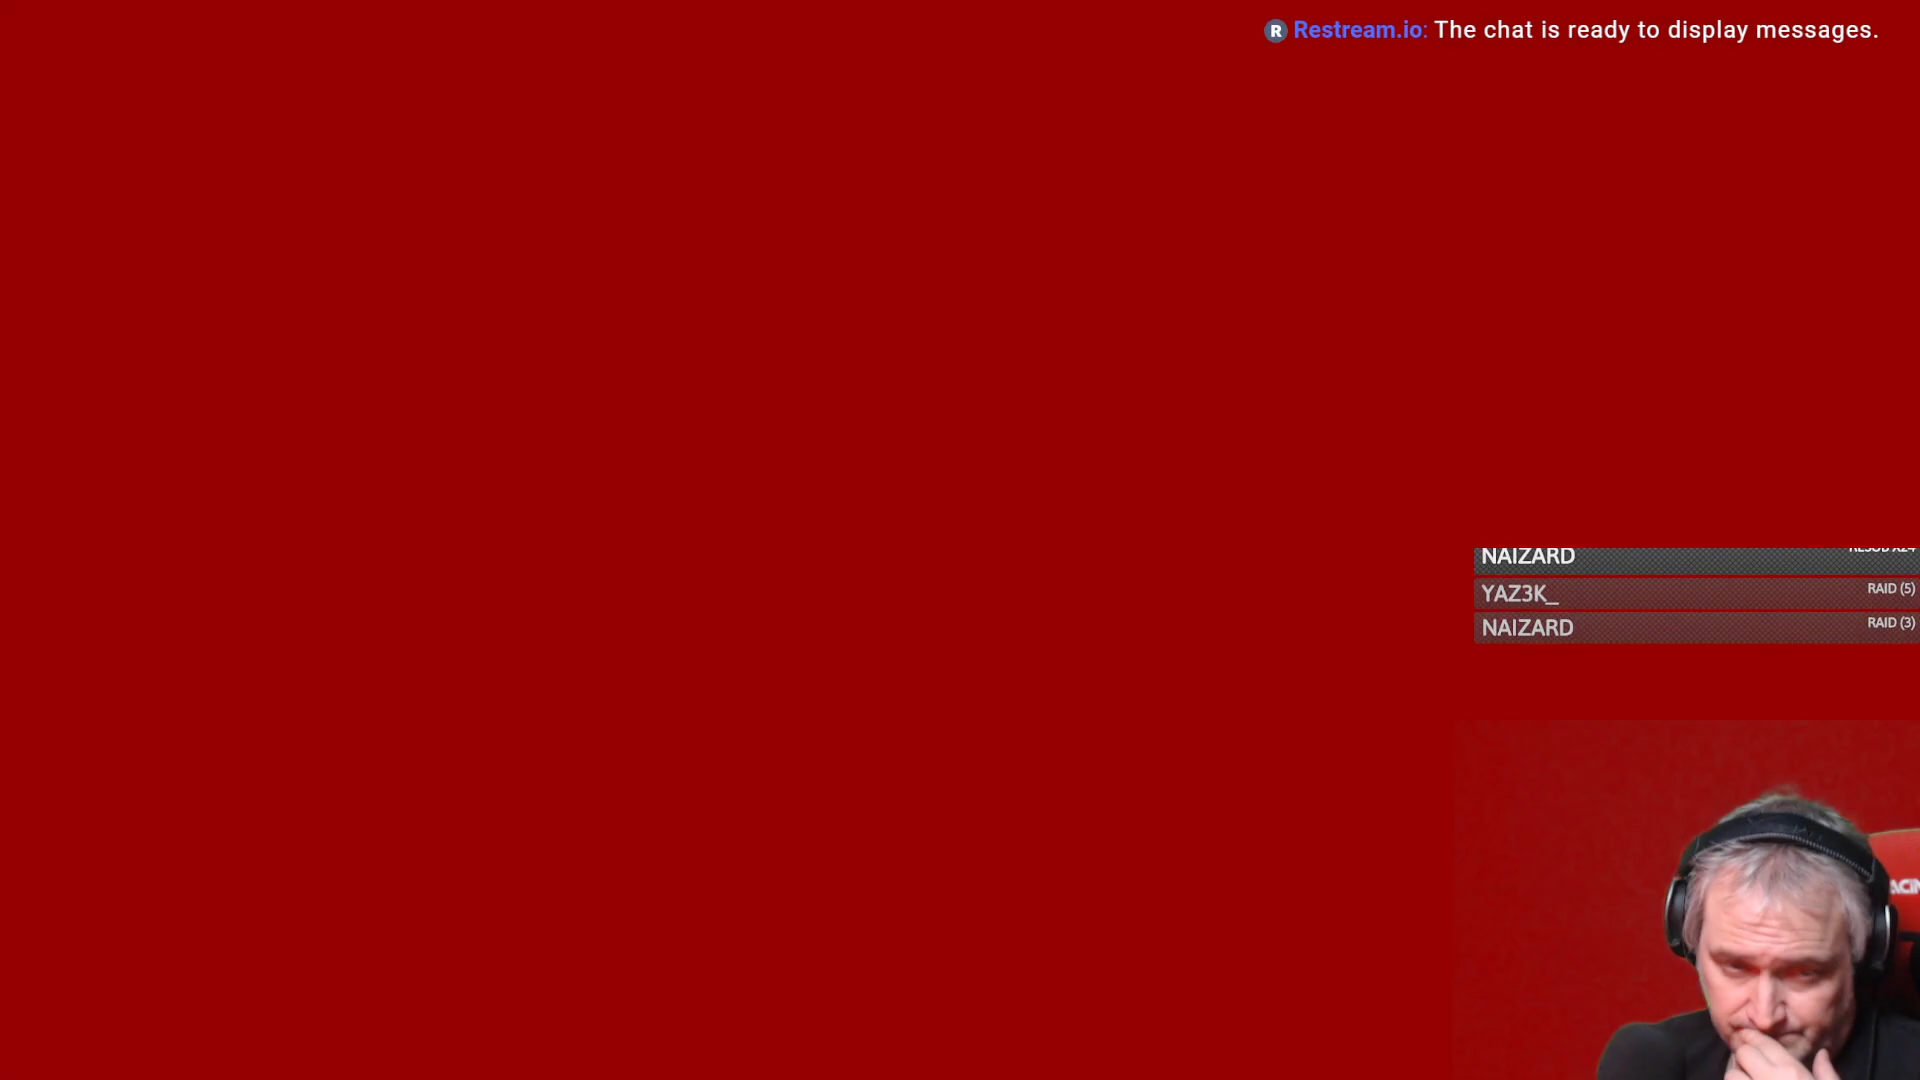 Restream.io: The chat is ready to display messages.
NAIZARD
YAZ3K_ RAID (5)
NAIZARD RAID (3)